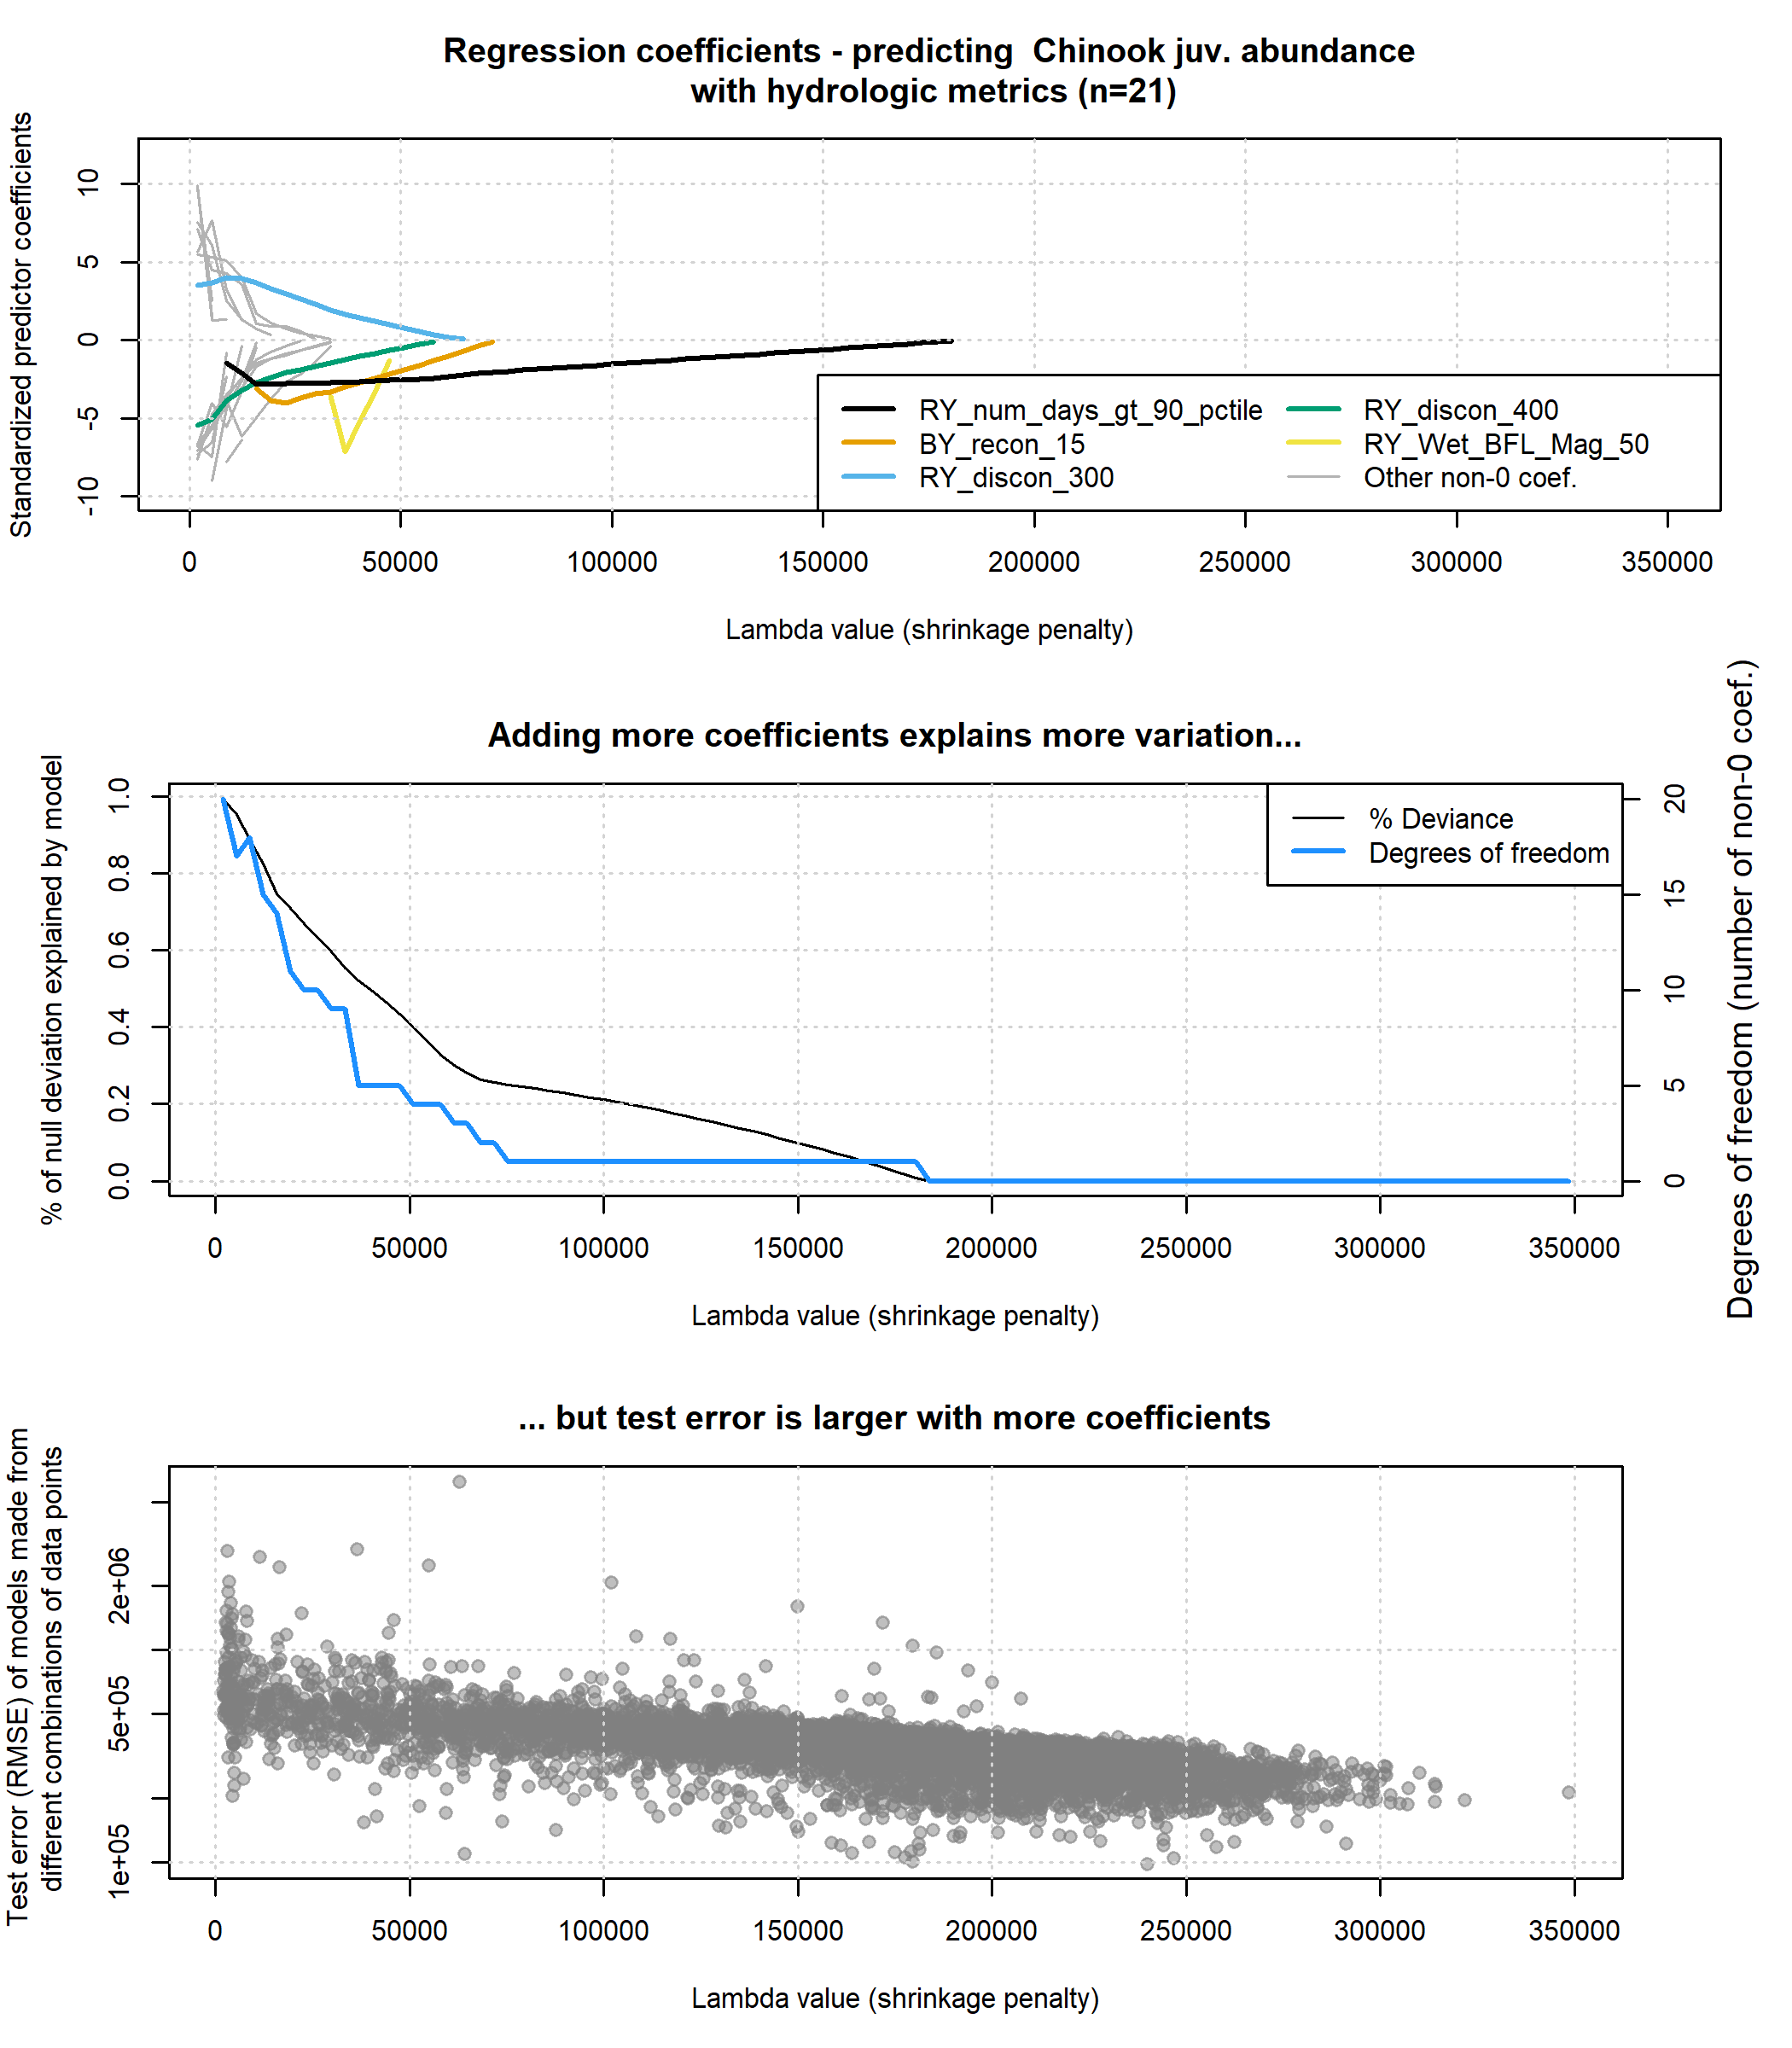 Regression coefficients - predicting  Chinook juv. abundance
with hydrologic metrics (n=21)
Standardized predictor coefficients
10
5
0
-5
-10
RY_num_days_gt_90_pctile
BY_recon_15
RY_discon_300
RY_discon_400
RY_Wet_BFL_Mag_50
Other non-0 coef.
0 50000 100000 150000 200000 250000 300000 350000
Lambda value (shrinkage penalty)
Adding more coefficients explains more variation...
% of null deviation explained by model
1.0
0.8
0.6
0.4
0.2
0.0
% Deviance
Degrees of freedom
20
15
10
5
0
Degrees of freedom (number of non-0 coef.)
0 50000 100000 150000 200000 250000 300000 350000
Lambda value (shrinkage penalty)
... but test error is larger with more coefficients
Test error (RMSE) of models made from
different combinations of data points
2e+06
5e+05
1e+05
0 50000 100000 150000 200000 250000 300000 350000
Lambda value (shrinkage penalty)